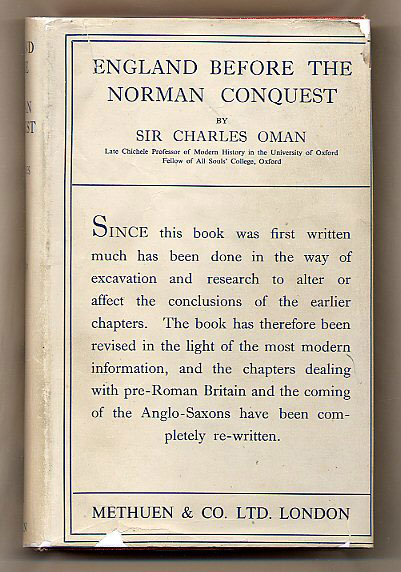 ENGLAND BEFORE THE
NORMAN CONQUEST
BY
SIR CHARLES OMAN
Late Chichele Professor of Modern History in the University of Oxford
Fellow of All Souls' College, Oxford
SINCE this book was first written
much has been done in the way of
excavation and research to alter or
affect the conclusions of the earlier
chapters. The book has therefore been
revised in the light of the most modern
information, and the chapters dealing
with pre-Roman Britain and the coming
of the Anglo-Saxons have been com-
pletely re-written.
METHUEN & CO. LTD. LONDON